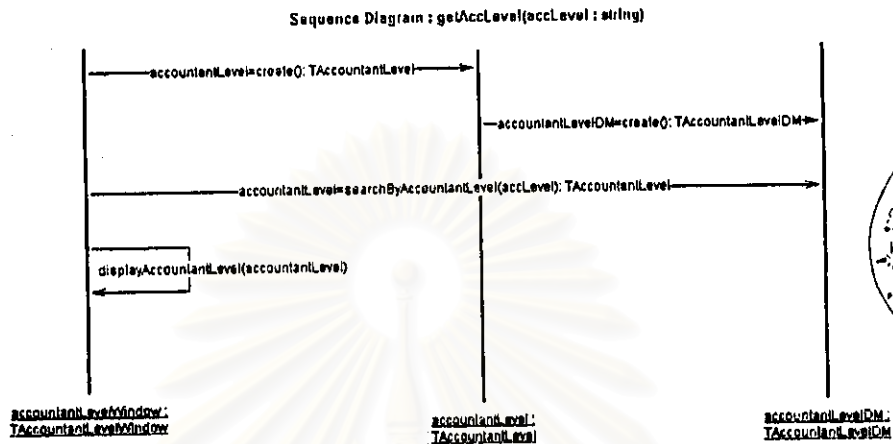 Sequence Diagram : getAccLevel(accLevel : string)
accountantLevel=create(): TAccountantLevel
accountantLevelDM=create(): TAccountantLevelDM
accountantLevel=searchByAccountantLevel(accLevel): TAccountantLevel
displayAccountantLevel(accountantLevel)
accountantLevelWindow :
TAccountantLevelWindow
accountantLevel :
TAccountantLevel
accountantLevelDM :
TAccountantLevelDM